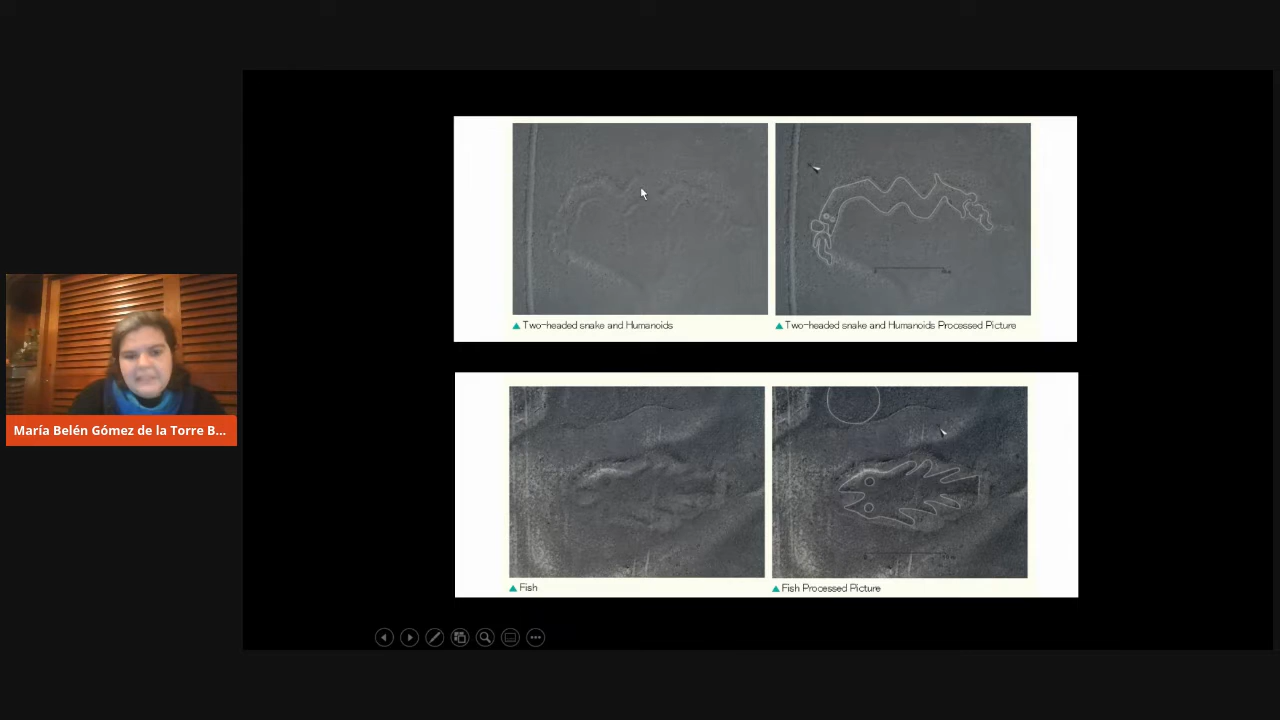 ▲ Two-headed snake and Humanoids
▲ Two-headed snake and Humanoids Processed Picture
María Belén Gómez de la Torre B...
▲ Fish
▲ Fish Processed Picture